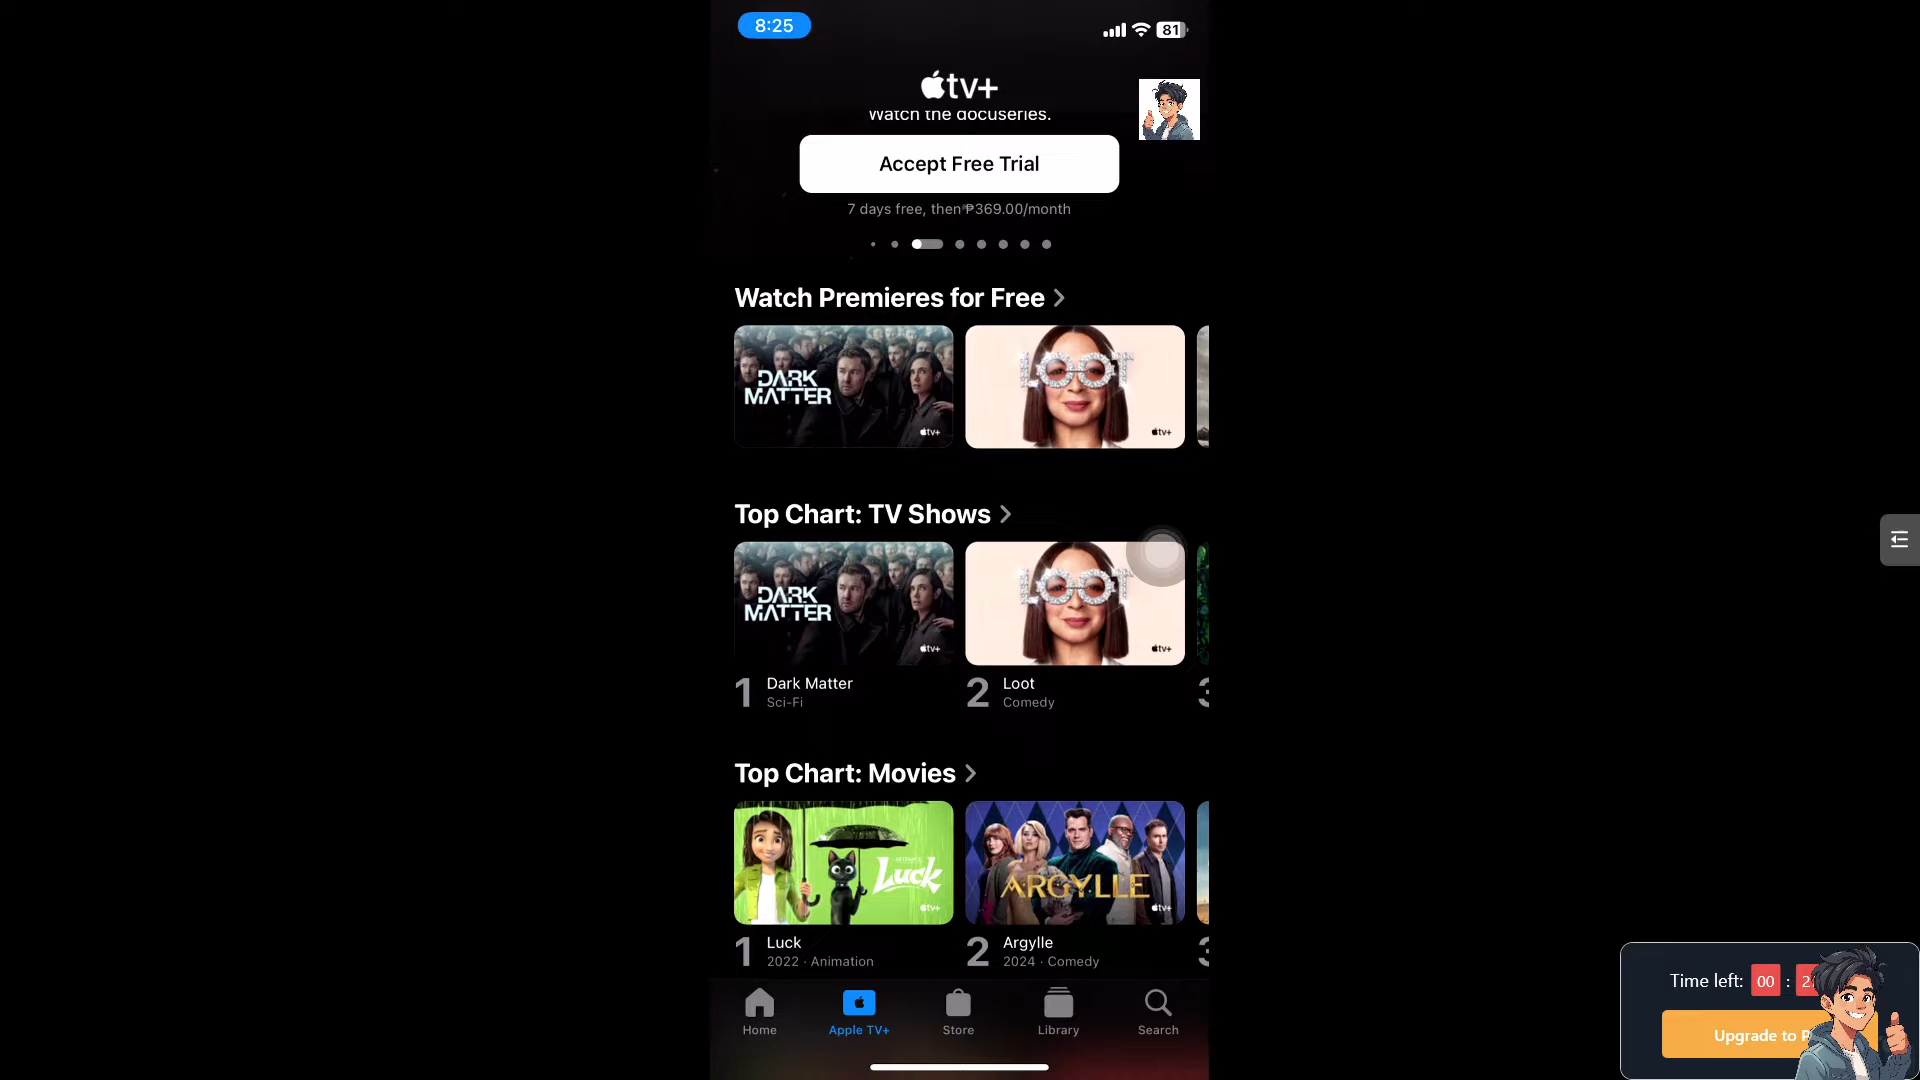 8:25
81
tv+
Watch the docuseries.
Accept Free Trial
7 days free, then ₱369.00/month
Watch Premieres for Free
DARK MATTER
tv+
LOOT
tv+
Top Chart: TV Shows
DARK MATTER
tv+
LOOT
tv+
1 Dark Matter
Sci-Fi
2 Loot
Comedy
3
Top Chart: Movies
Luck
tv+
ARGYLLE
tv+
1 Luck
2022 · Animation
2 Argylle
2024 · Comedy
3
Home
Apple TV+
Store
Library
Search
Time left: 00 : 2
Upgrade to